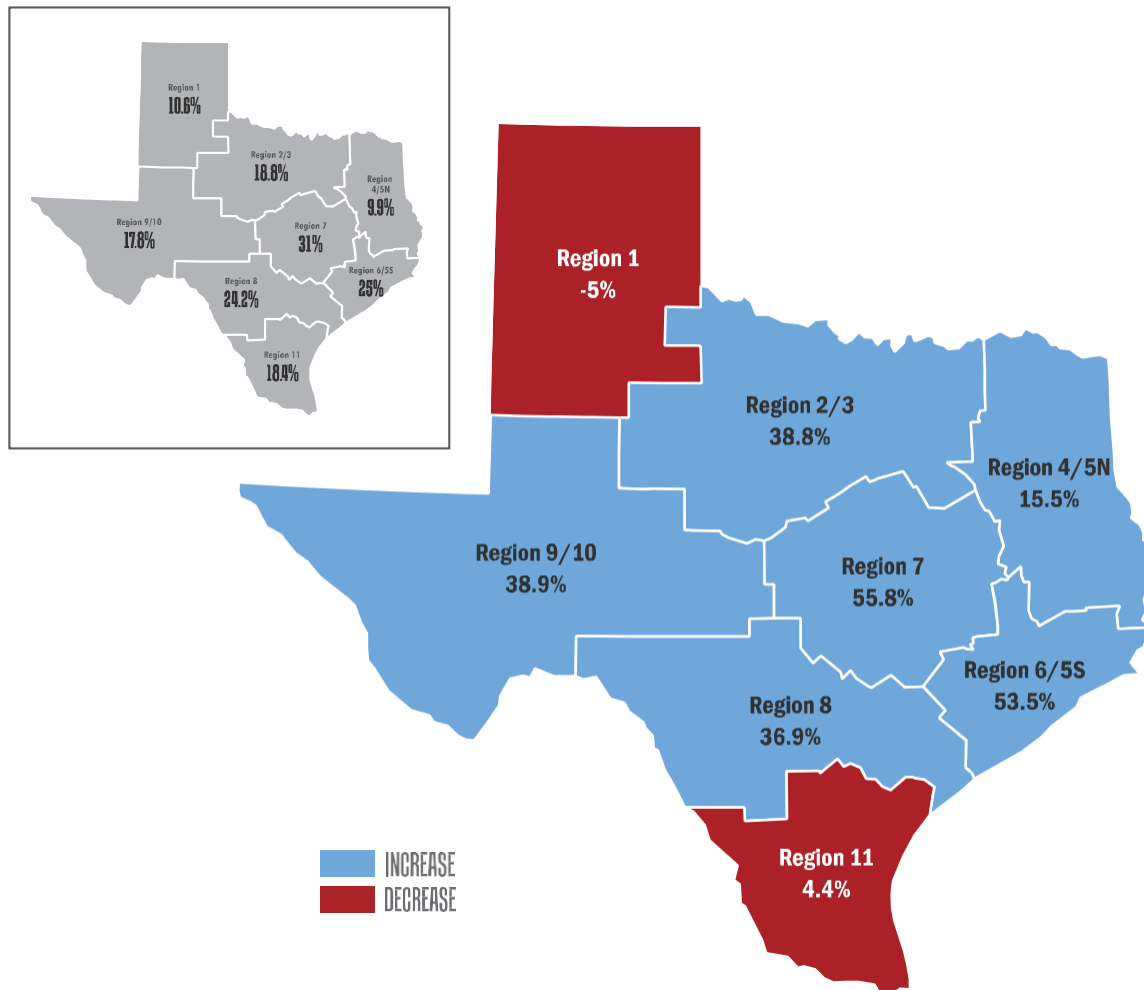 Region 1
10.6%
Region 2/3
18.8%
Region
4/5N
9.9%
Region 9/10
17.6%
Region 7
31%
Region 6/5S
25%
Region 8
24.2%
Region 11
18.4%
Region 1
-5%
Region 2/3
38.8%
Region 4/5N
15.5%
Region 9/10
38.9%
Region 7
55.8%
Region 6/5S
53.5%
Region 8
36.9%
Region 11
4.4%
INCREASE
DECREASE